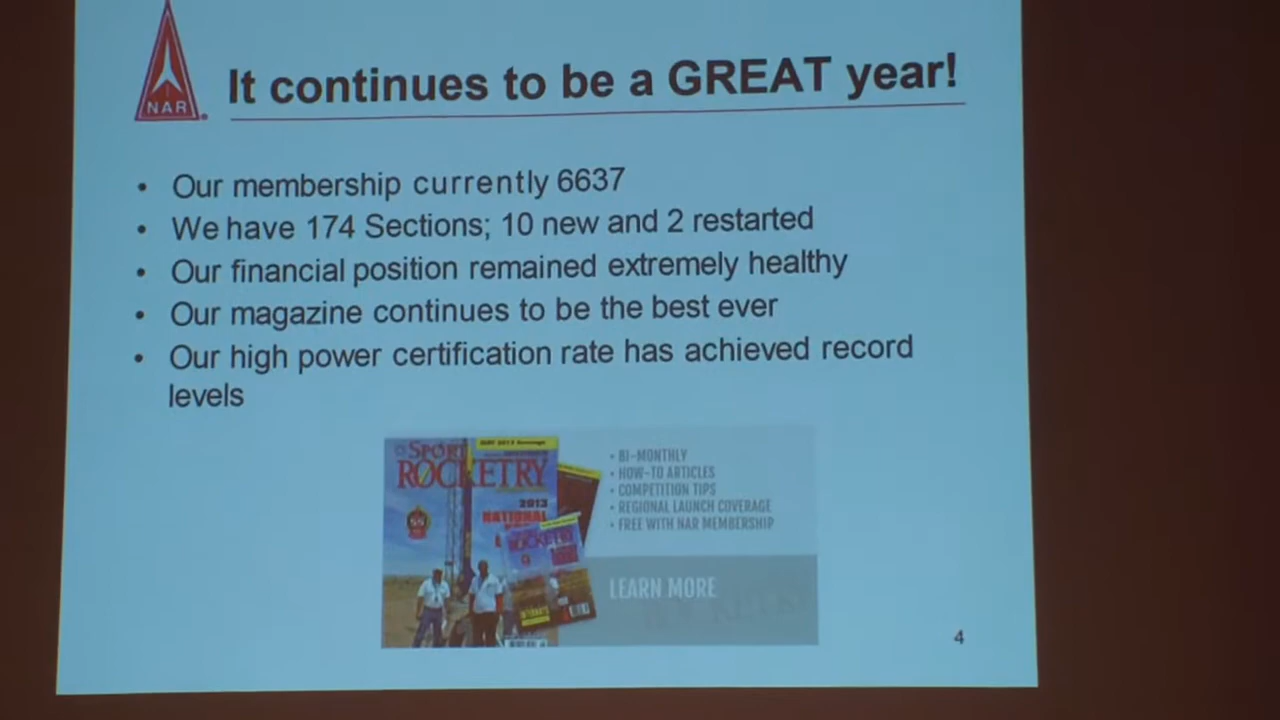 NAR
It continues to be a GREAT year!
• Our membership currently 6637
• We have 174 Sections; 10 new and 2 restarted
• Our financial position remained extremely healthy
• Our magazine continues to be the best ever
• Our high power certification rate has achieved record
levels
SPORT
ROCKETRY
2013
NATIONAL
ROCKETRY
• BI-MONTHLY
• HOW-TO ARTICLES
• COMPETITION TIPS
• REGIONAL LAUNCH COVERAGE
• FREE WITH NAR MEMBERSHIP
LEARN MORE
4